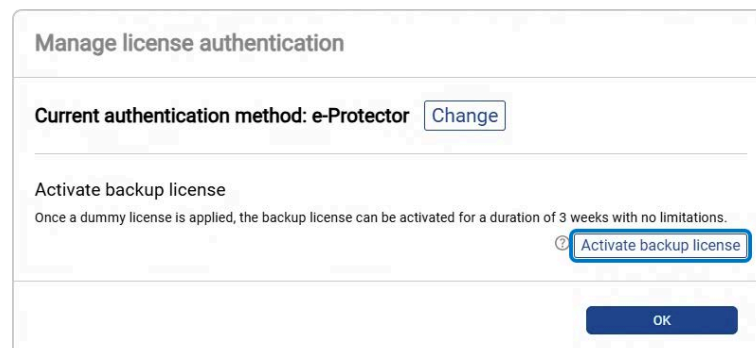 Manage license authentication
Current authentication method: e-Protector Change
Activate backup license
Once a dummy license is applied, the backup license can be activated for a duration of 3 weeks with no limitations.
? Activate backup license
OK